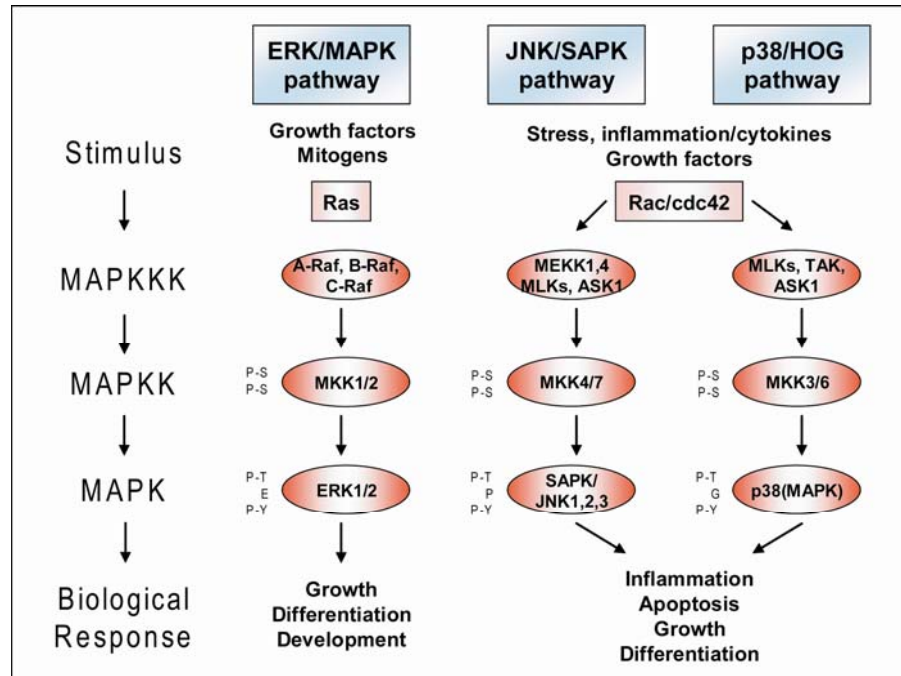 ERK/MAPK
pathway
JNK/SAPK
pathway
p38/HOG
pathway
Stimulus
Growth factors
Mitogens
Stress, inflammation/cytokines
Growth factors
Ras
Rac/cdc42
MAPKKK
A-Raf, B-Raf,
C-Raf
MEKK1,4
MLKs, ASK1
MLKs, TAK,
ASK1
MAPKK
P-S
P-S
MKK1/2
P-S
P-S
MKK4/7
P-S
P-S
MKK3/6
MAPK
P-T
E
P-Y
ERK1/2
P-T
P
P-Y
SAPK/
JNK1,2,3
P-T
G
P-Y
p38(MAPK)
Biological
Response
Growth
Differentiation
Development
Inflammation
Apoptosis
Growth
Differentiation